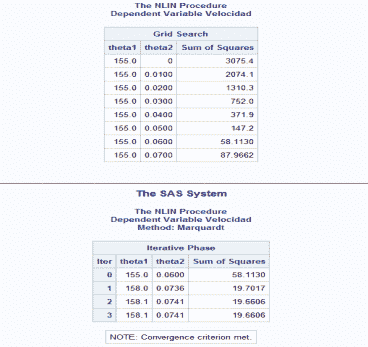 The NLIN Procedure
Dependent Variable Velocidad
Grid Search
theta1 theta2 Sum of Squares
155.0 0 3075.4
155.0 0.0100 2074.1
155.0 0.0200 1310.3
155.0 0.0300 752.0
155.0 0.0400 371.9
155.0 0.0500 147.2
155.0 0.0600 58.1130
155.0 0.0700 87.9662
The SAS System
The NLIN Procedure
Dependent Variable Velocidad
Method: Marquardt
Iterative Phase
Iter theta1 theta2 Sum of Squares
0 155.0 0.0600 58.1130
1 158.0 0.0736 19.7017
2 158.1 0.0741 19.6606
3 158.1 0.0741 19.6606
NOTE: Convergence criterion met.